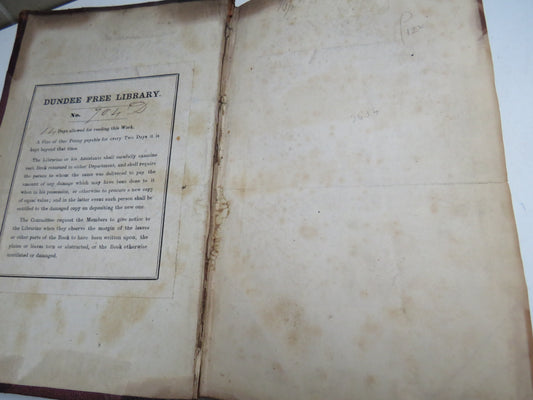 DUNDEE FREE LIBRARY.
No. 904 D
14 Days allowed for reading this Work.
A Fine of One Penny payable for every Two Days it is
kept beyond that time.
The Librarian or his Assistants shall carefully examine
each Book returned to either Department, and shall require
the person to whom the same was delivered to pay the
amount of any damage which may have been done to it
when in his possession, or otherwise to procure a new copy
of equal value; and in the latter event such person shall be
entitled to the damaged copy on depositing the new one.
The Committee request the Members to give notice to
the Librarian when they observe the margin of the leaves
or other parts of the Book to have been written upon, the
plates or leaves torn or abstracted, or the Book otherwise
mutilated or damaged.